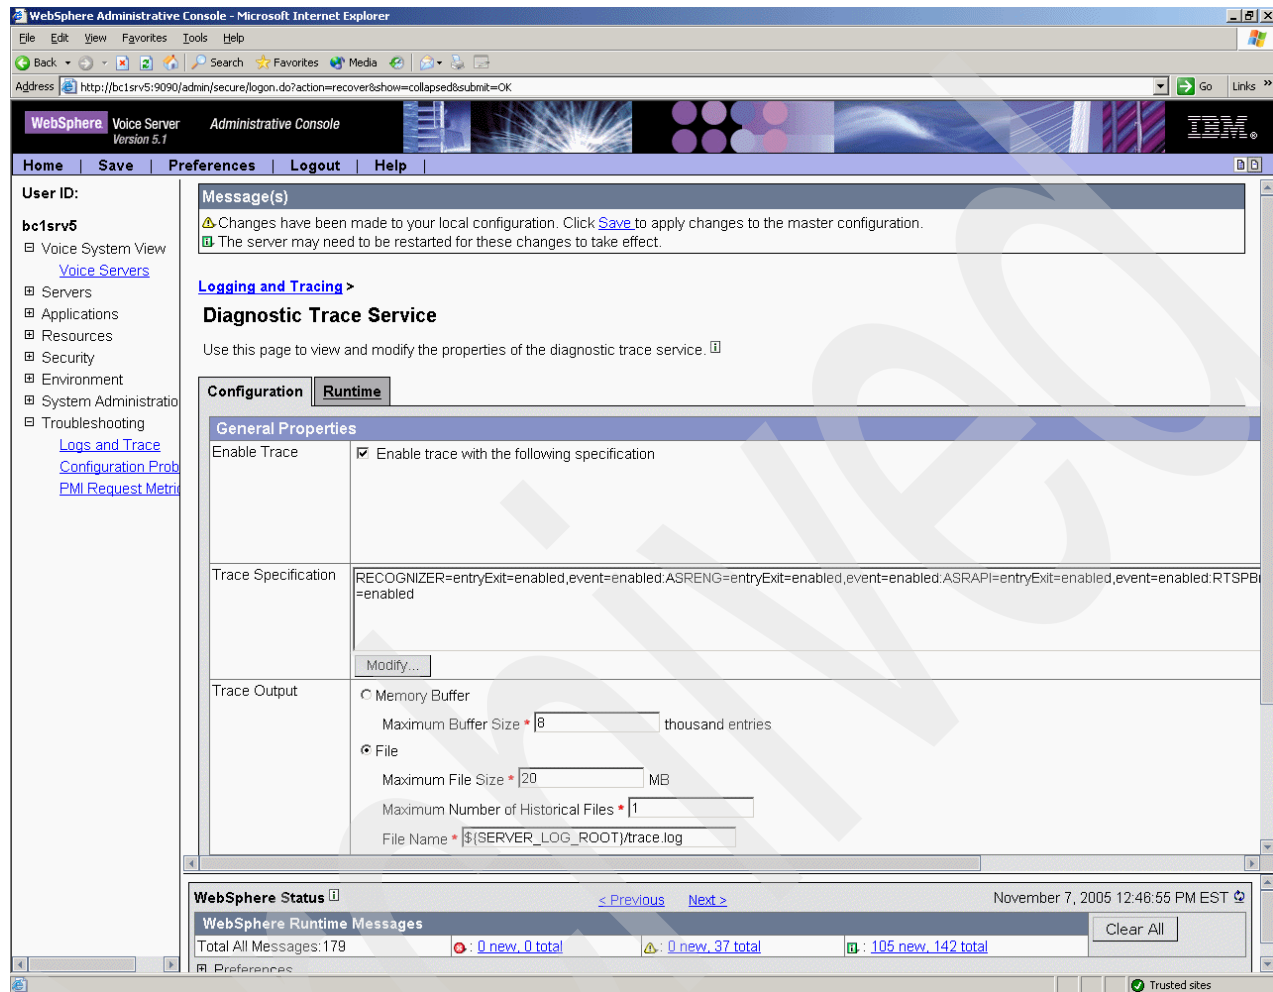 WebSphere Administrative Console - Microsoft Internet Explorer
File Edit View Favorites Tools Help
Back Search Favorites Media
Address http://bc1srv5:9090/admin/secure/logon.do?action=recover&show=collapsed&submit=OK Go Links »
WebSphere Voice Server Administrative Console
Version 5.1
IBM®
Home | Save | Preferences | Logout | Help |
User ID:
bc1srv5
Voice System View
Voice Servers
Servers
Applications
Resources
Security
Environment
System Administratio
Troubleshooting
Logs and Trace
Configuration Prob
PMI Request Metric
Message(s)
Changes have been made to your local configuration. Click Save to apply changes to the master configuration.
The server may need to be restarted for these changes to take effect.
Logging and Tracing >
Diagnostic Trace Service
Use this page to view and modify the properties of the diagnostic trace service. i
Configuration Runtime
General Properties
Enable Trace Enable trace with the following specification
Trace Specification RECOGNIZER=entryExit=enabled,event=enabled:ASRENG=entryExit=enabled,event=enabled:ASRAPI=entryExit=enabled,event=enabled:RTSPB
=enabled
Modify...
Trace Output Memory Buffer
Maximum Buffer Size * 8 thousand entries
File
Maximum File Size * 20 MB
Maximum Number of Historical Files * 1
File Name * ${SERVER_LOG_ROOT}/trace.log
WebSphere Status i < Previous Next > November 7, 2005 12:46:55 PM EST
WebSphere Runtime Messages
Clear All
Total All Messages:179 : 0 new, 0 total : 0 new, 37 total : 105 new, 142 total
Preferences
Trusted sites